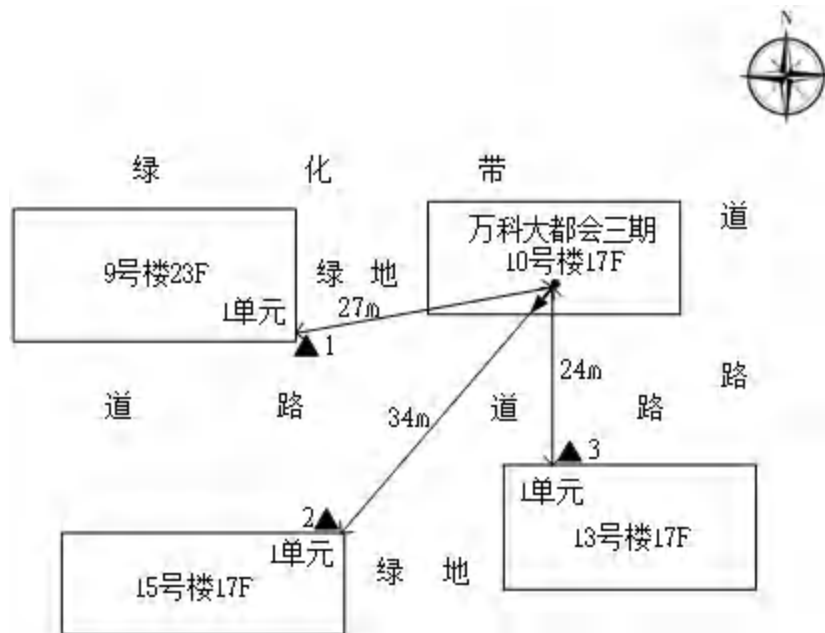 N
绿 化 带
万科大都会三期
10号楼17F
道
9号楼23F
绿 地
1单元
27m
1
24m
路
道 路
34m
道 路
3
2
1单元
1单元
13号楼17F
15号楼17F
绿 地